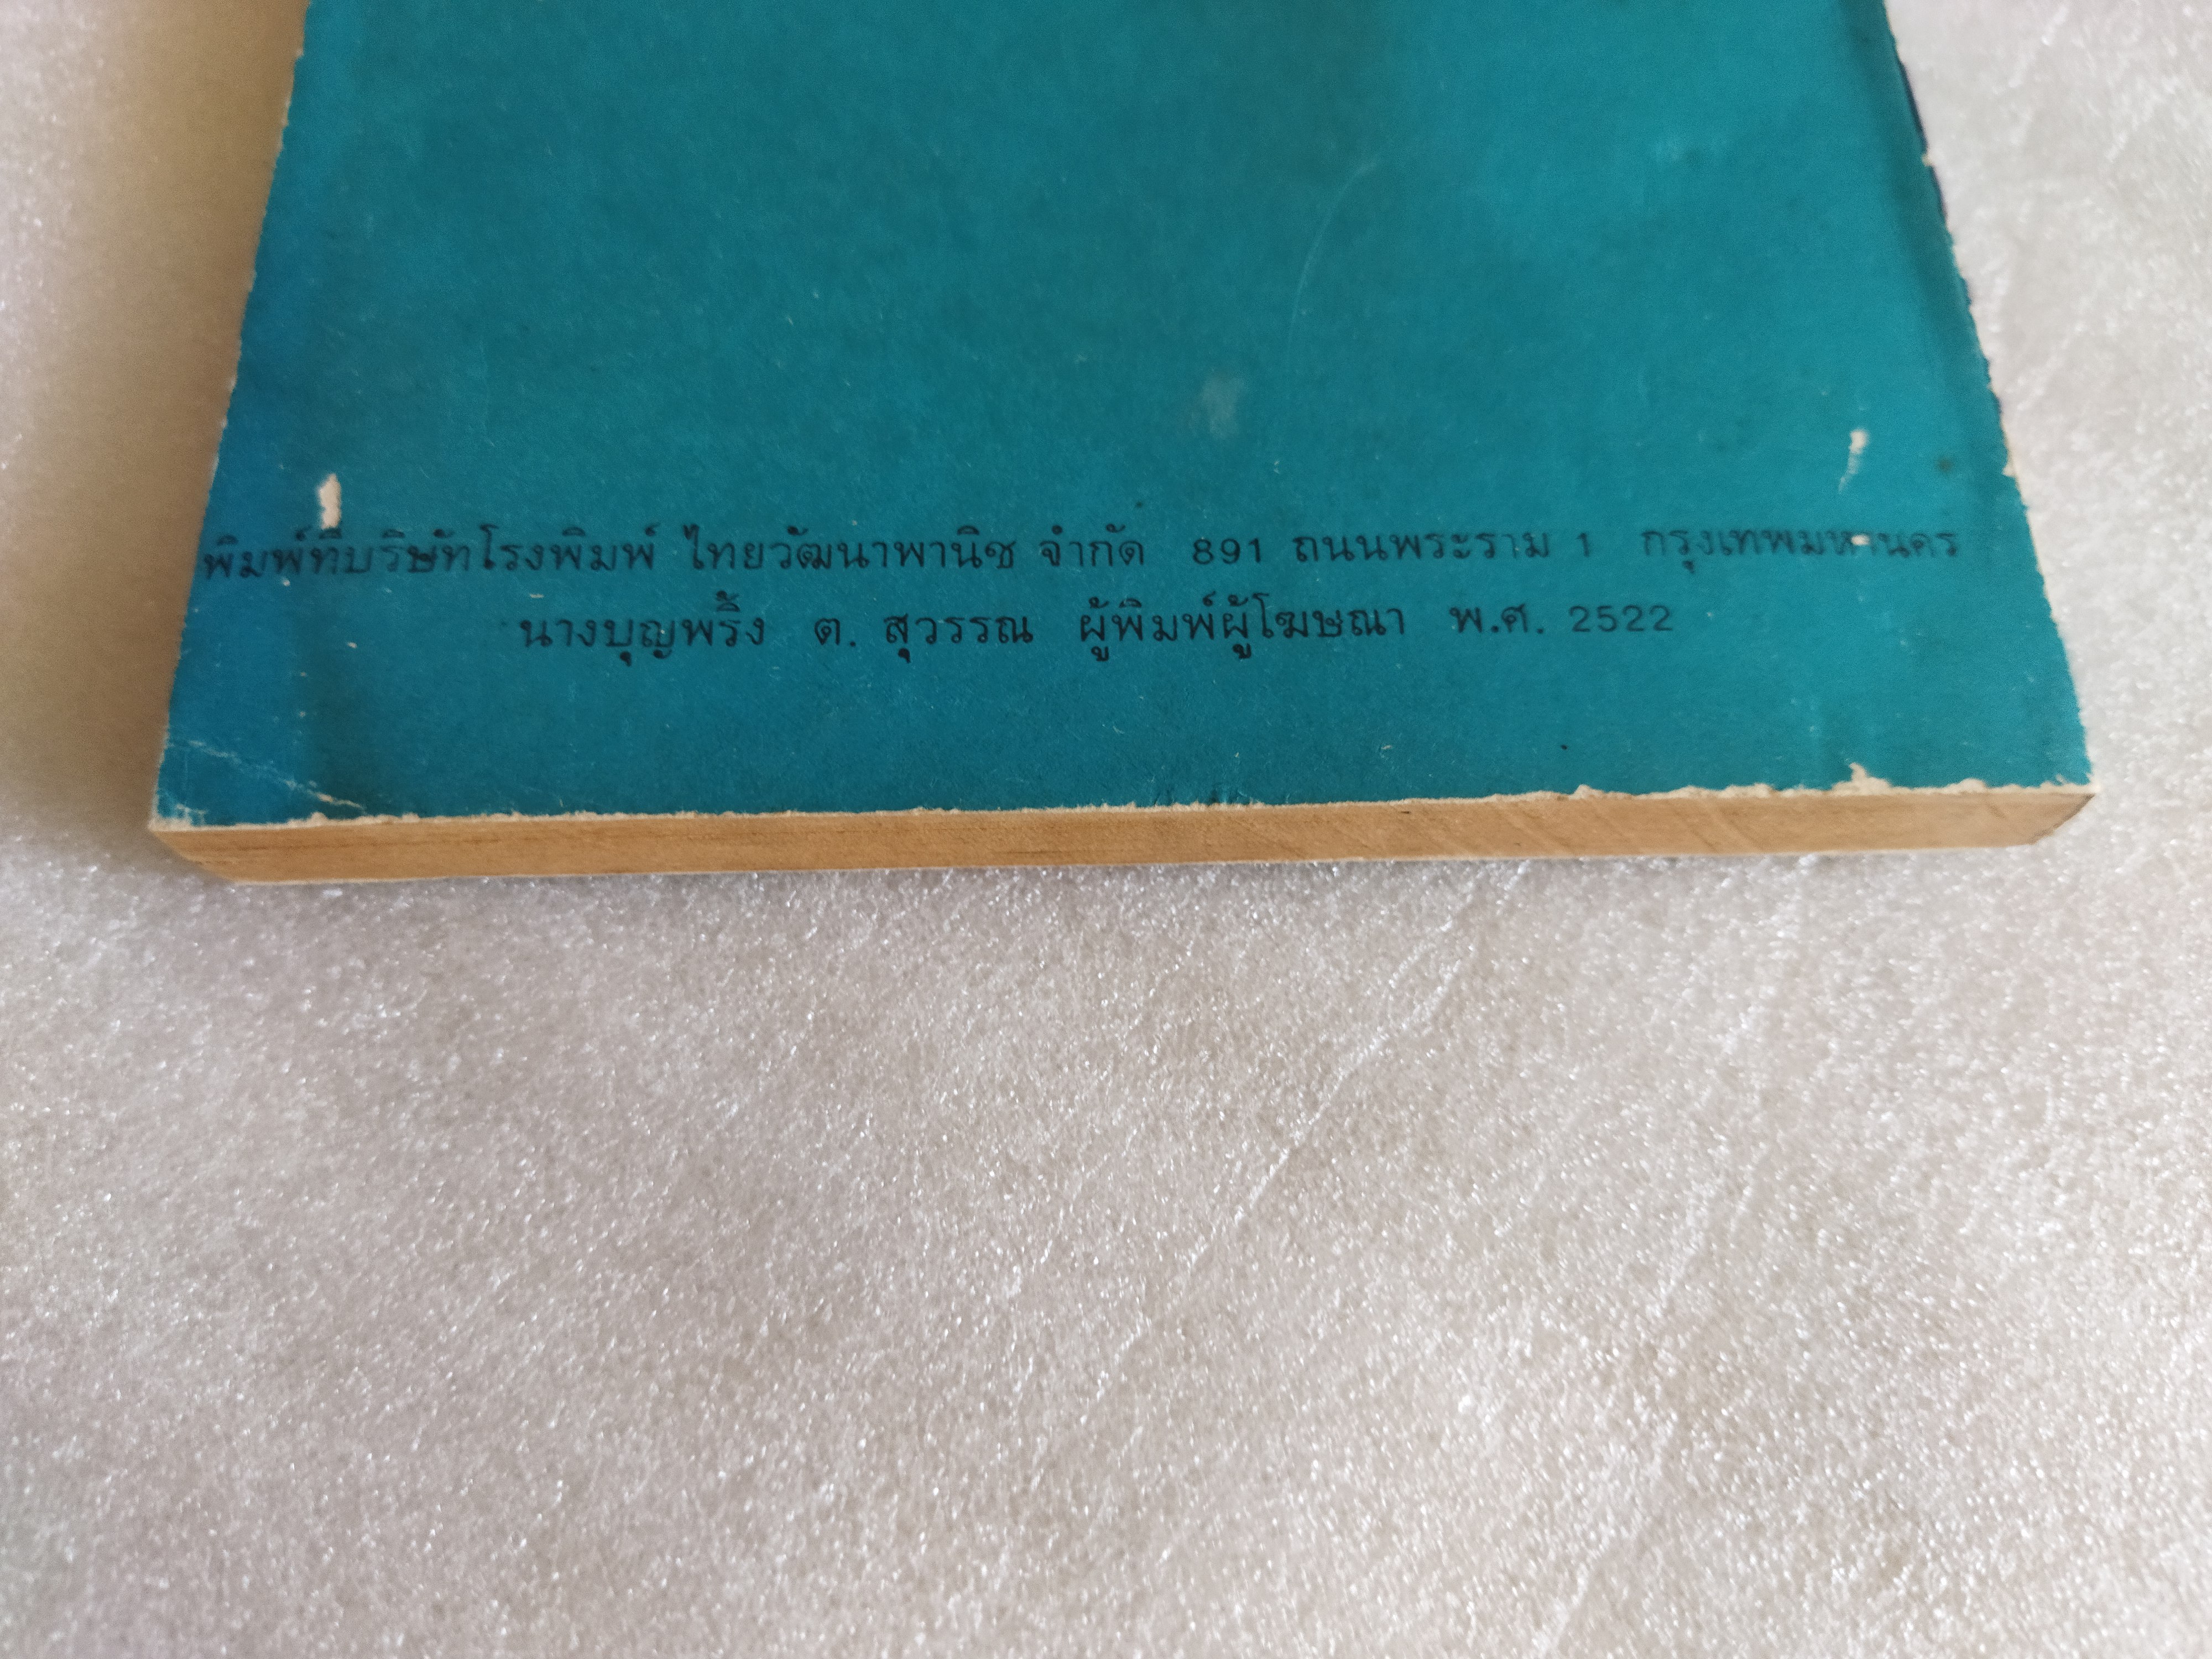 พิมพ์ที่บริษัทโรงพิมพ์ ไทยวัฒนาพานิช จำกัด 891 ถนนพระราม 1 กรุงเทพมหานคร
นางบุญพริ้ง ต. สุวรรณ ผู้พิมพ์ผู้โฆษณา พ.ศ. 2522